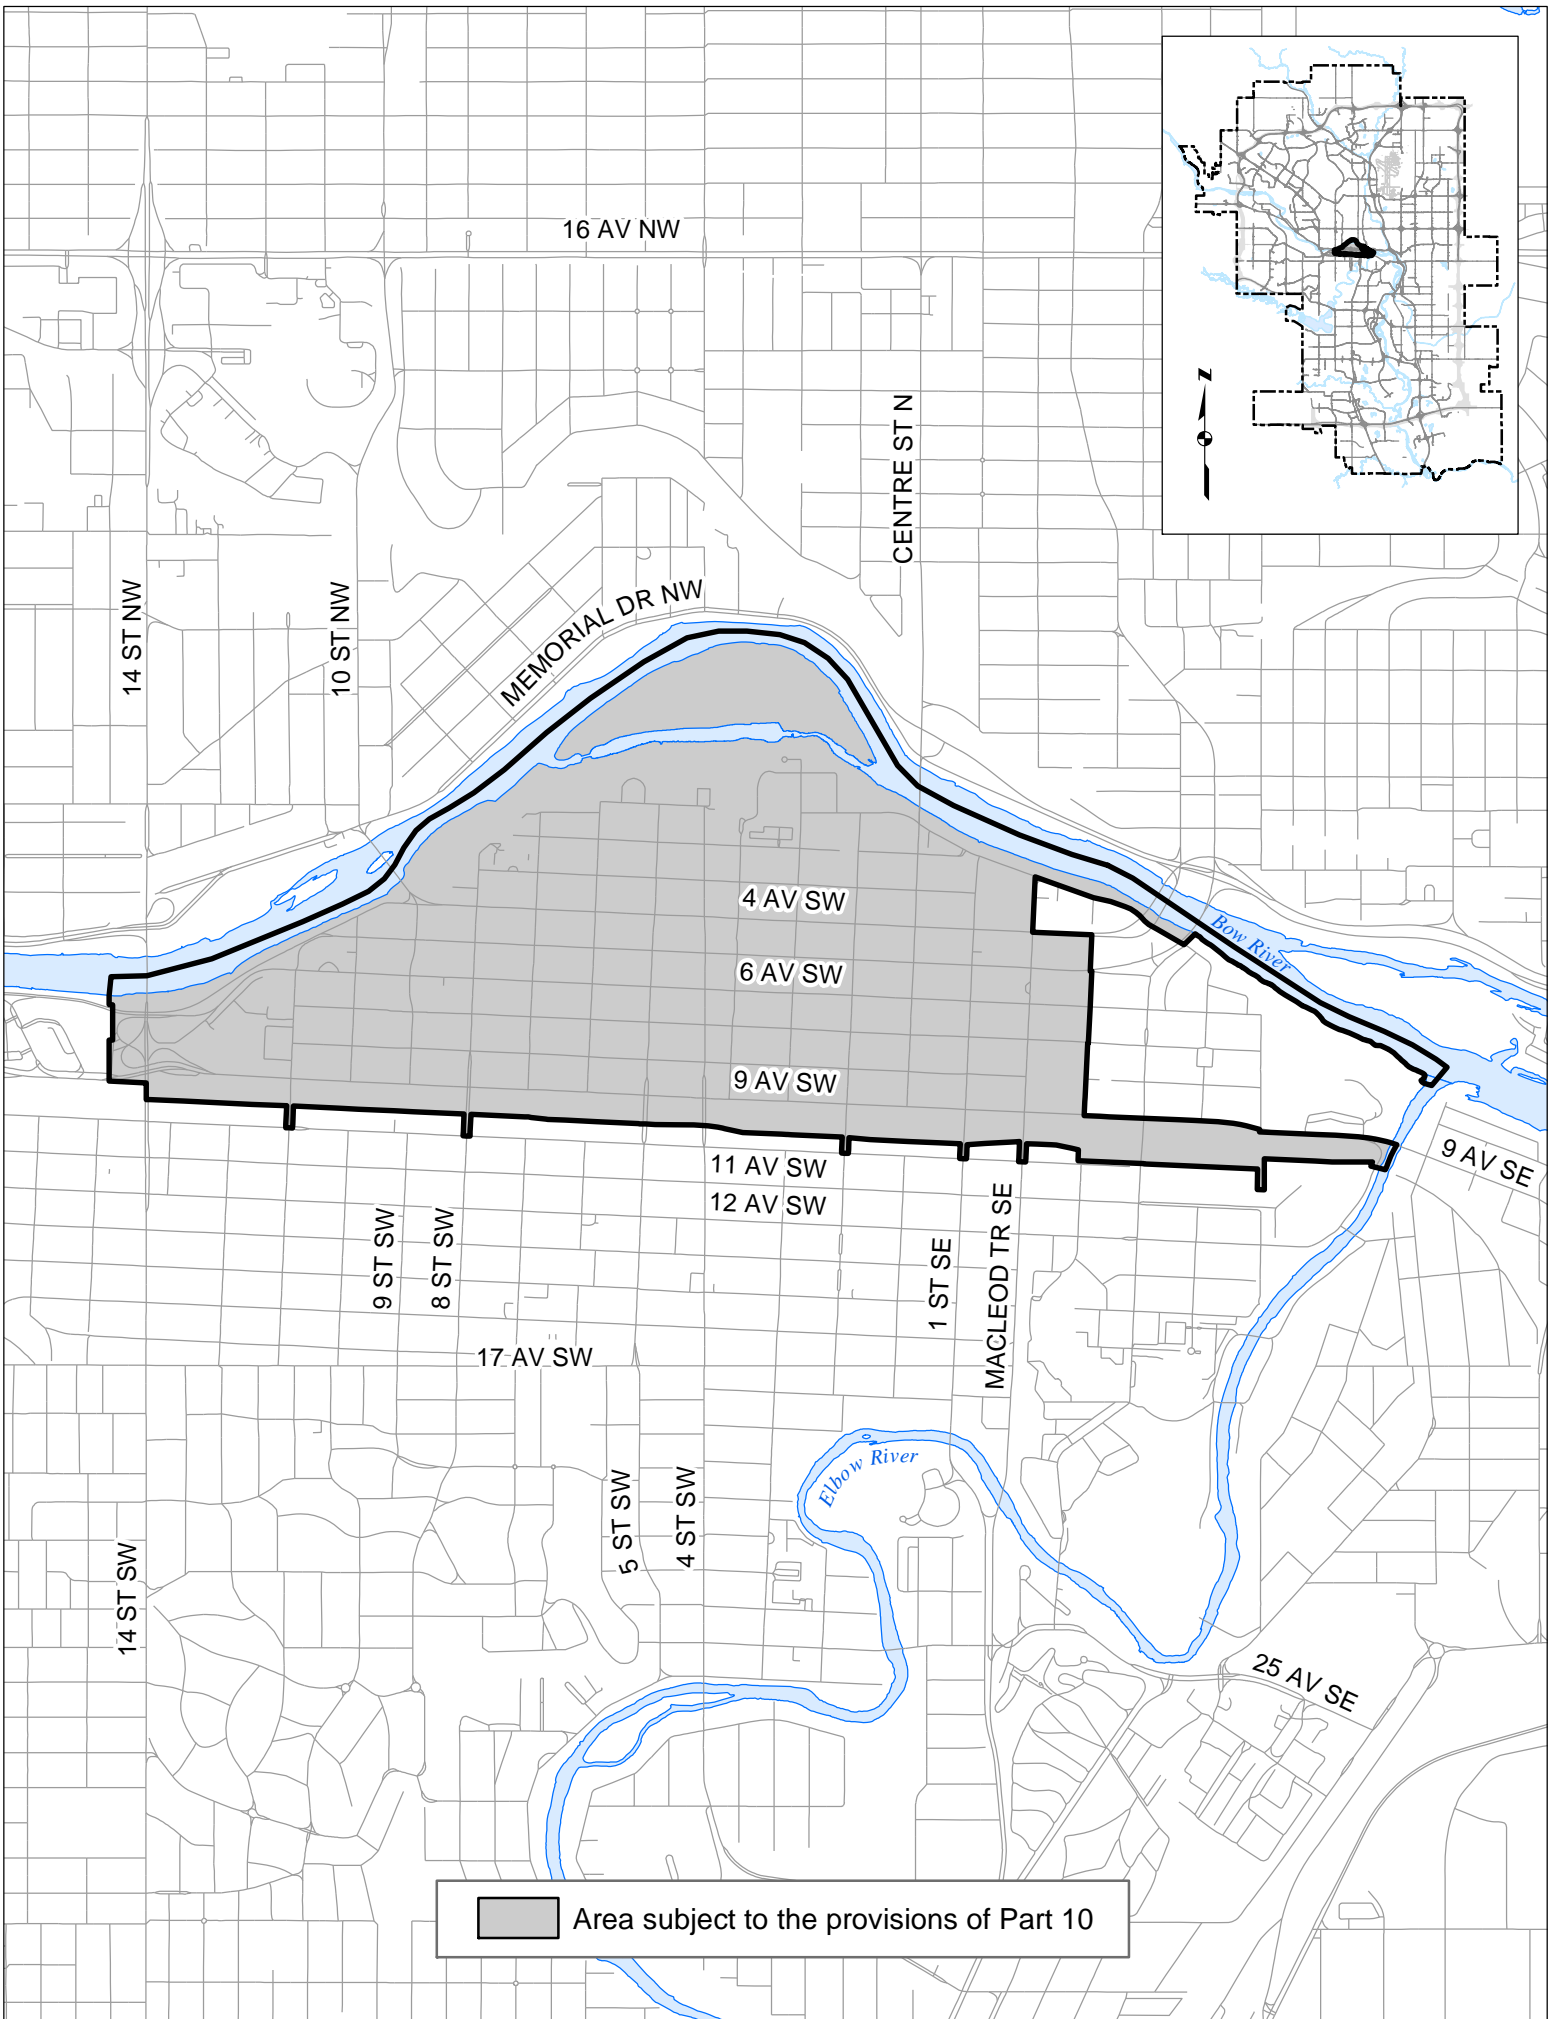 16 AV NW
N
CENTRE ST N
14 ST NW
10 ST NW
MEMORIAL DR NW
4 AV SW
Bow River
6 AV SW
9 AV SW
9 AV SE
11 AV SW
12 AV SW
9 ST SW
8 ST SW
1 ST SE
MACLEOD TR SE
17 AV SW
Elbow River
5 ST SW
4 ST SW
14 ST SW
25 AV SE
Area subject to the provisions of Part 10